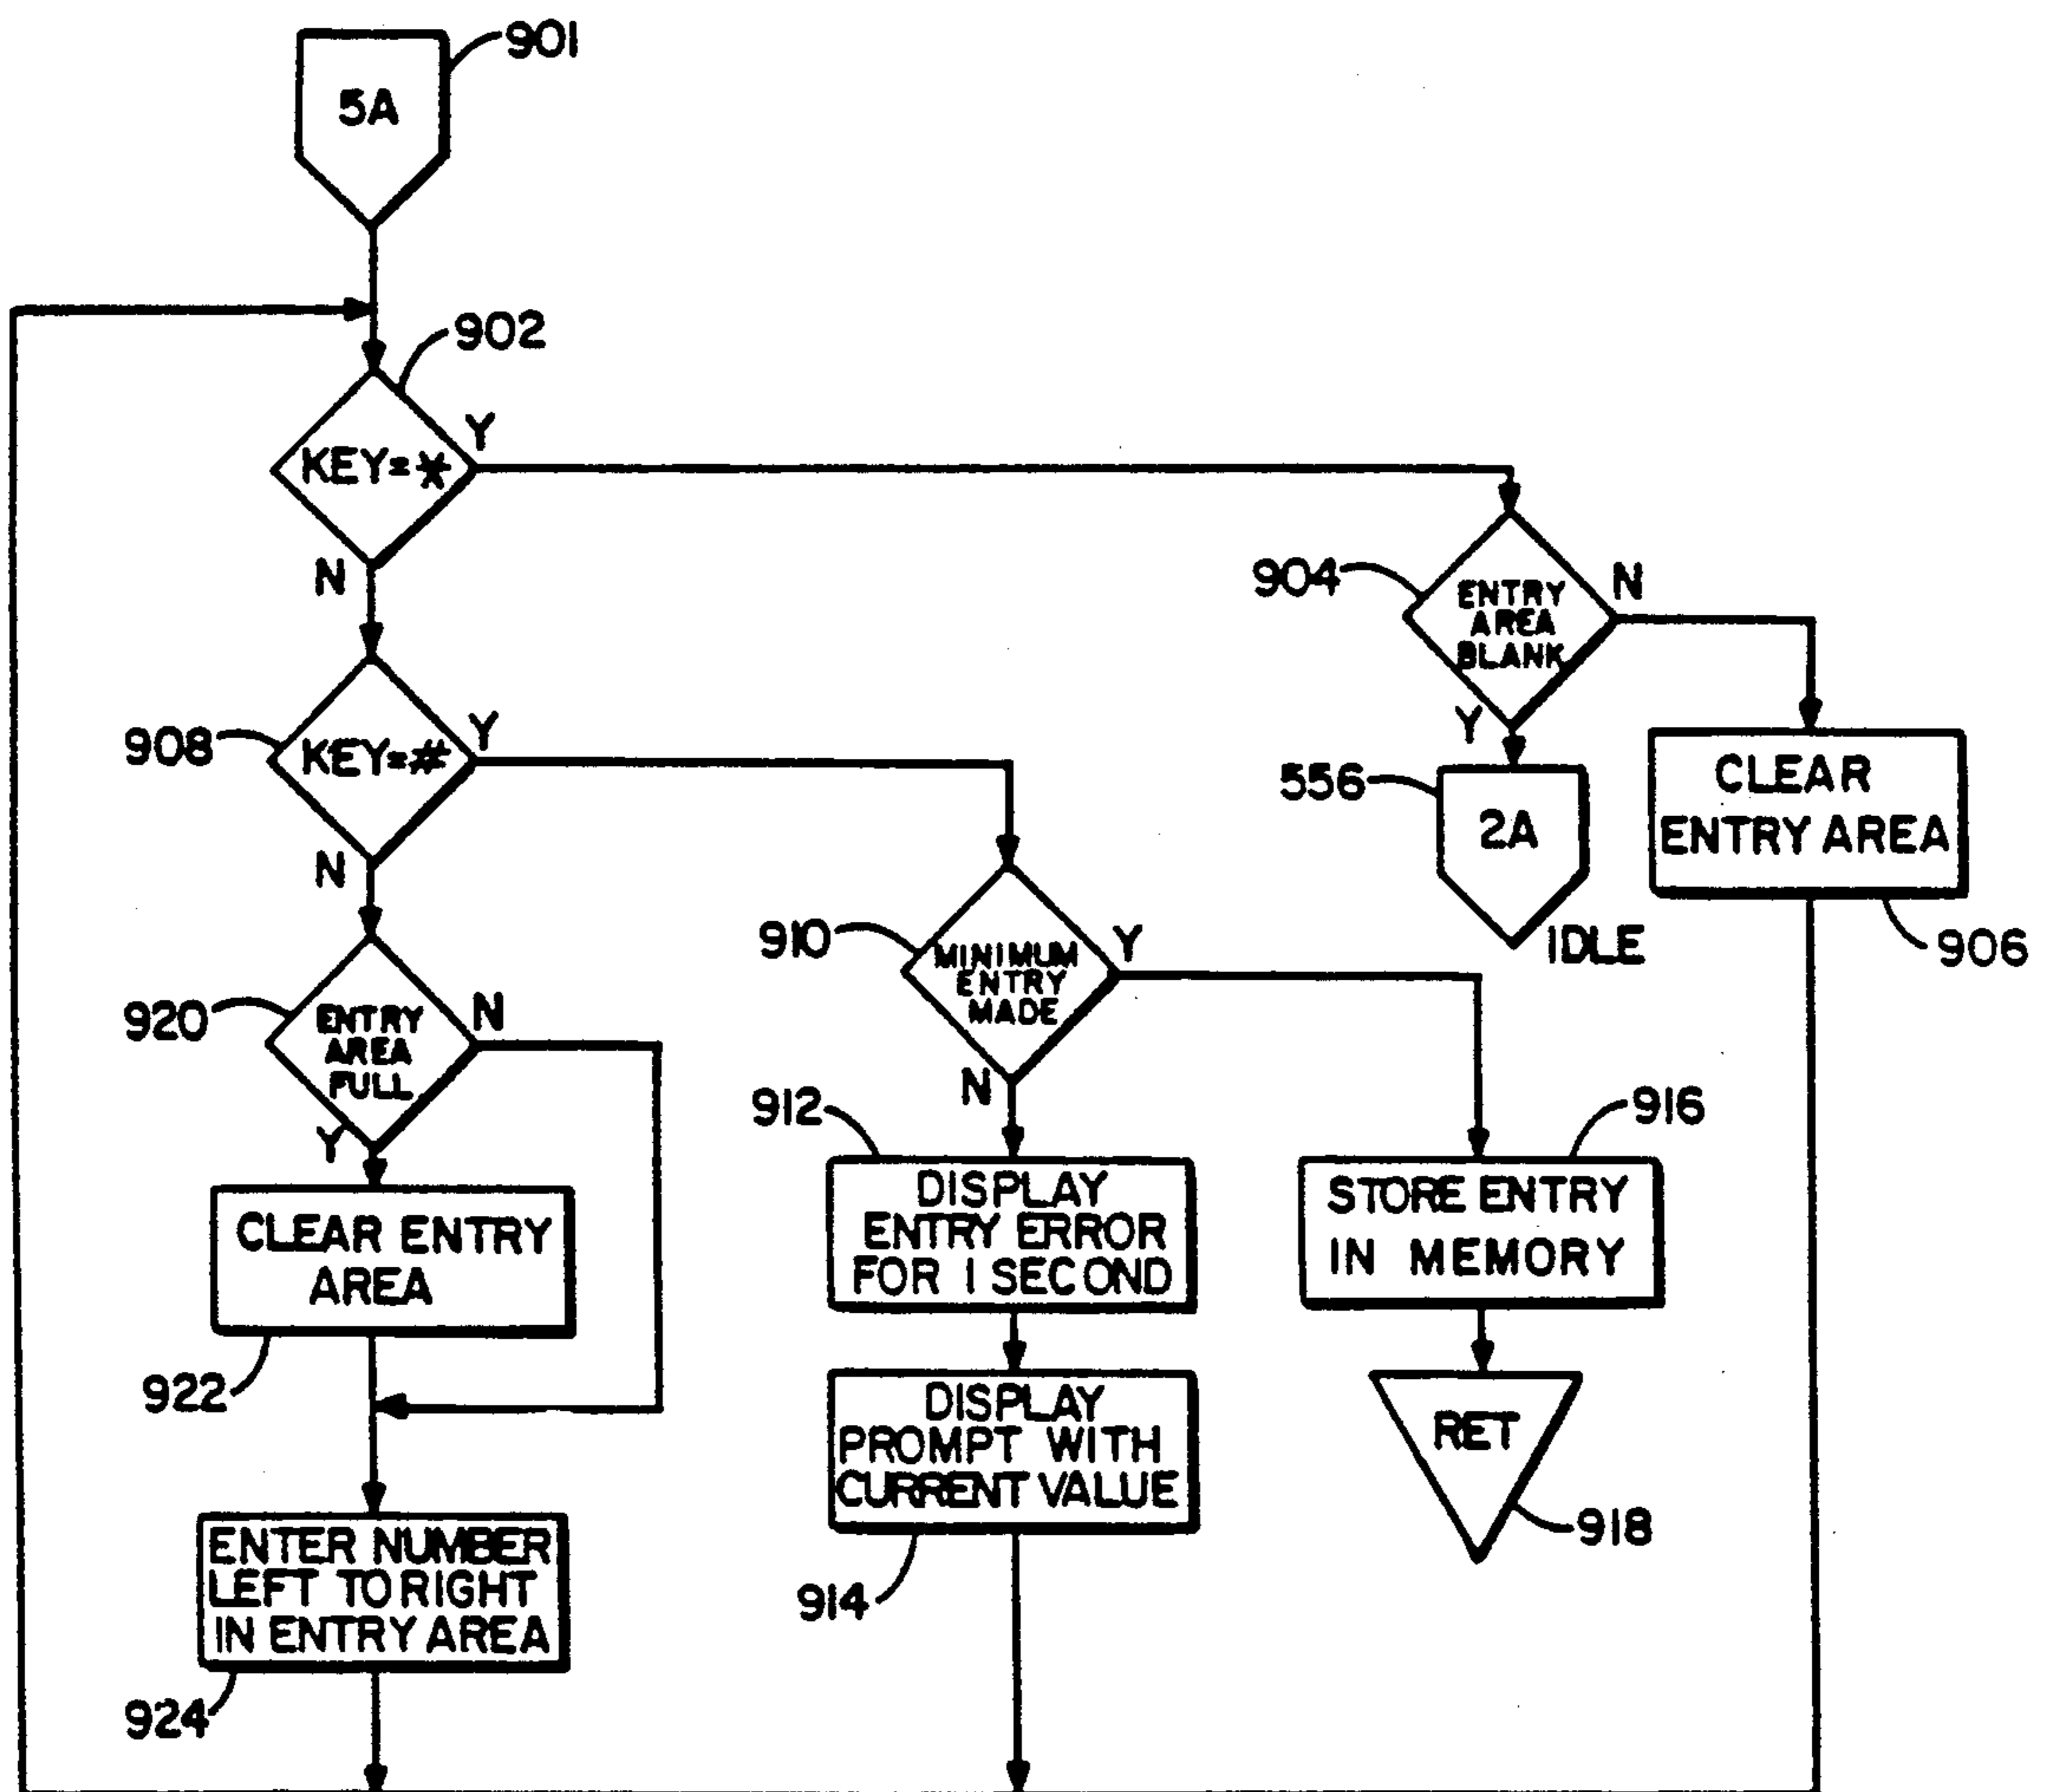 901
5A
902
KEY=*
Y
N
904
ENTRY
AREA
BLANK
N
Y
908
KEY=#
Y
N
556
2A
IDLE
CLEAR
ENTRY AREA
906
910
MINIMUM
ENTRY
MADE
Y
N
920
ENTRY
AREA
FULL
N
Y
912
DISPLAY
ENTRY ERROR
FOR 1 SECOND
916
STORE ENTRY
IN MEMORY
CLEAR ENTRY
AREA
922
DISPLAY
PROMPT WITH
CURRENT VALUE
914
RET
918
ENTER NUMBER
LEFT TO RIGHT
IN ENTRY AREA
924